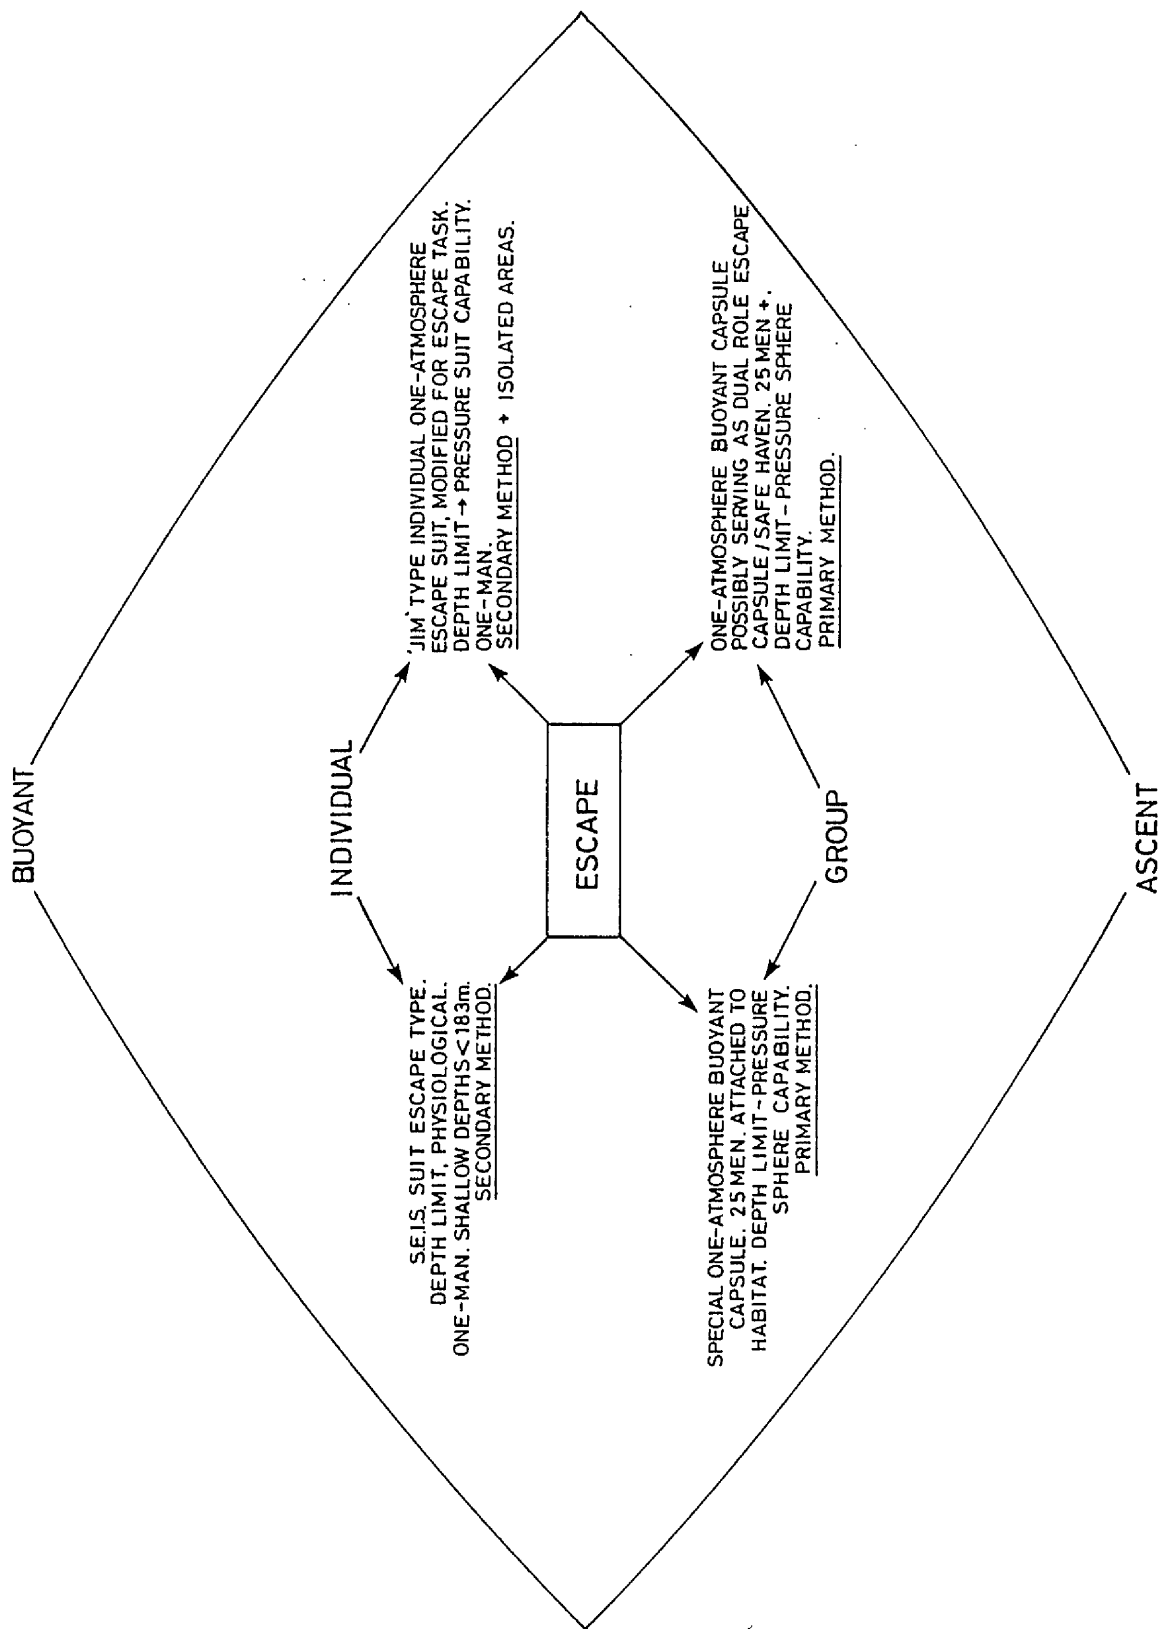 BUOYANT
INDIVIDUAL
S.E.I.S. SUIT ESCAPE TYPE.
DEPTH LIMIT, PHYSIOLOGICAL.
ONE-MAN. SHALLOW DEPTHS < 183m.
SECONDARY METHOD.
'JIM' TYPE INDIVIDUAL ONE-ATMOSPHERE
ESCAPE SUIT, MODIFIED FOR ESCAPE TASK.
DEPTH LIMIT → PRESSURE SUIT CAPABILITY.
ONE-MAN.
SECONDARY METHOD + ISOLATED AREAS.
ESCAPE
SPECIAL ONE-ATMOSPHERE BUOYANT
CAPSULE. 25 MEN. ATTACHED TO
HABITAT. DEPTH LIMIT-PRESSURE
SPHERE CAPABILITY.
PRIMARY METHOD.
ONE-ATMOSPHERE BUOYANT CAPSULE
POSSIBLY SERVING AS DUAL ROLE ESCAPE
CAPSULE / SAFE HAVEN. 25 MEN +.
DEPTH LIMIT-PRESSURE SPHERE
CAPABILITY.
PRIMARY METHOD.
GROUP
ASCENT